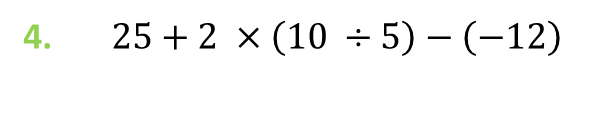 4. 25 + 2 × (10 ÷ 5) − (−12)